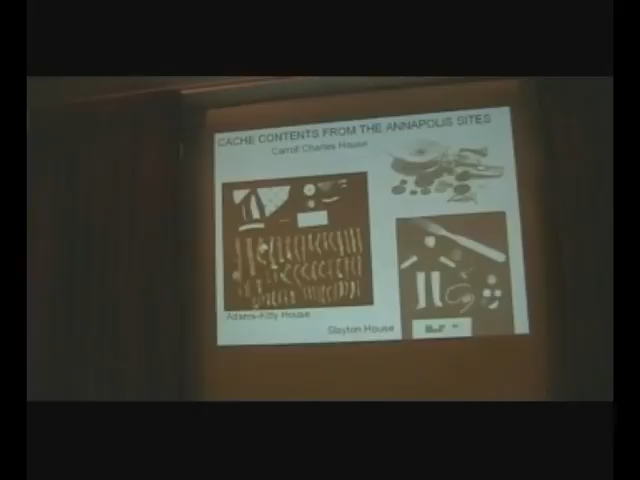 CACHE CONTENTS FROM THE ANNAPOLIS SITES
Carroll Charles House
Adams-Kilty House
Slayton House